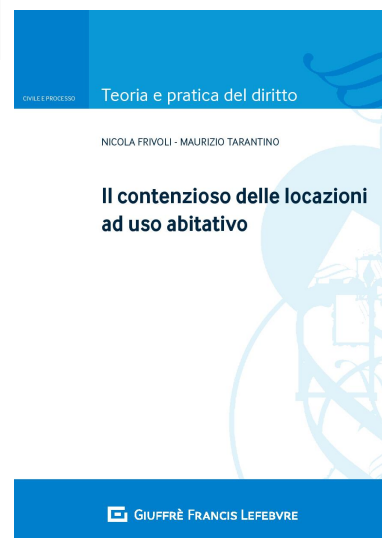 Teoria e pratica del diritto
CIVILE E PROCESSO
NICOLA FRIVOLI - MAURIZIO TARANTINO
Il contenzioso delle locazioni
ad uso abitativo
GIUFFRÈ FRANCIS LEFEBVRE